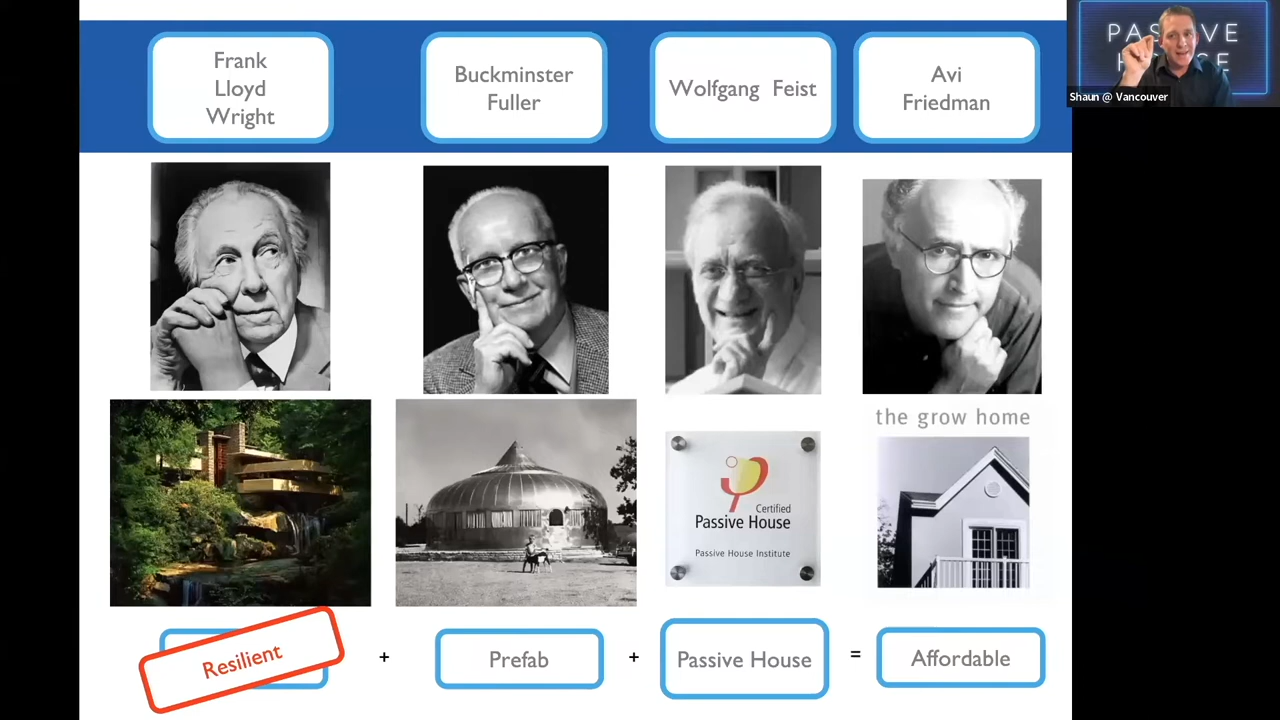 Frank
Lloyd
Wright
Buckminster
Fuller
Wolfgang Feist
Avi
Friedman
PASSIVE
Shaun @ Vancouver
the grow home
Certified
Passive House
Passive House Institute
Resilient
+
Prefab
+
Passive House
=
Affordable